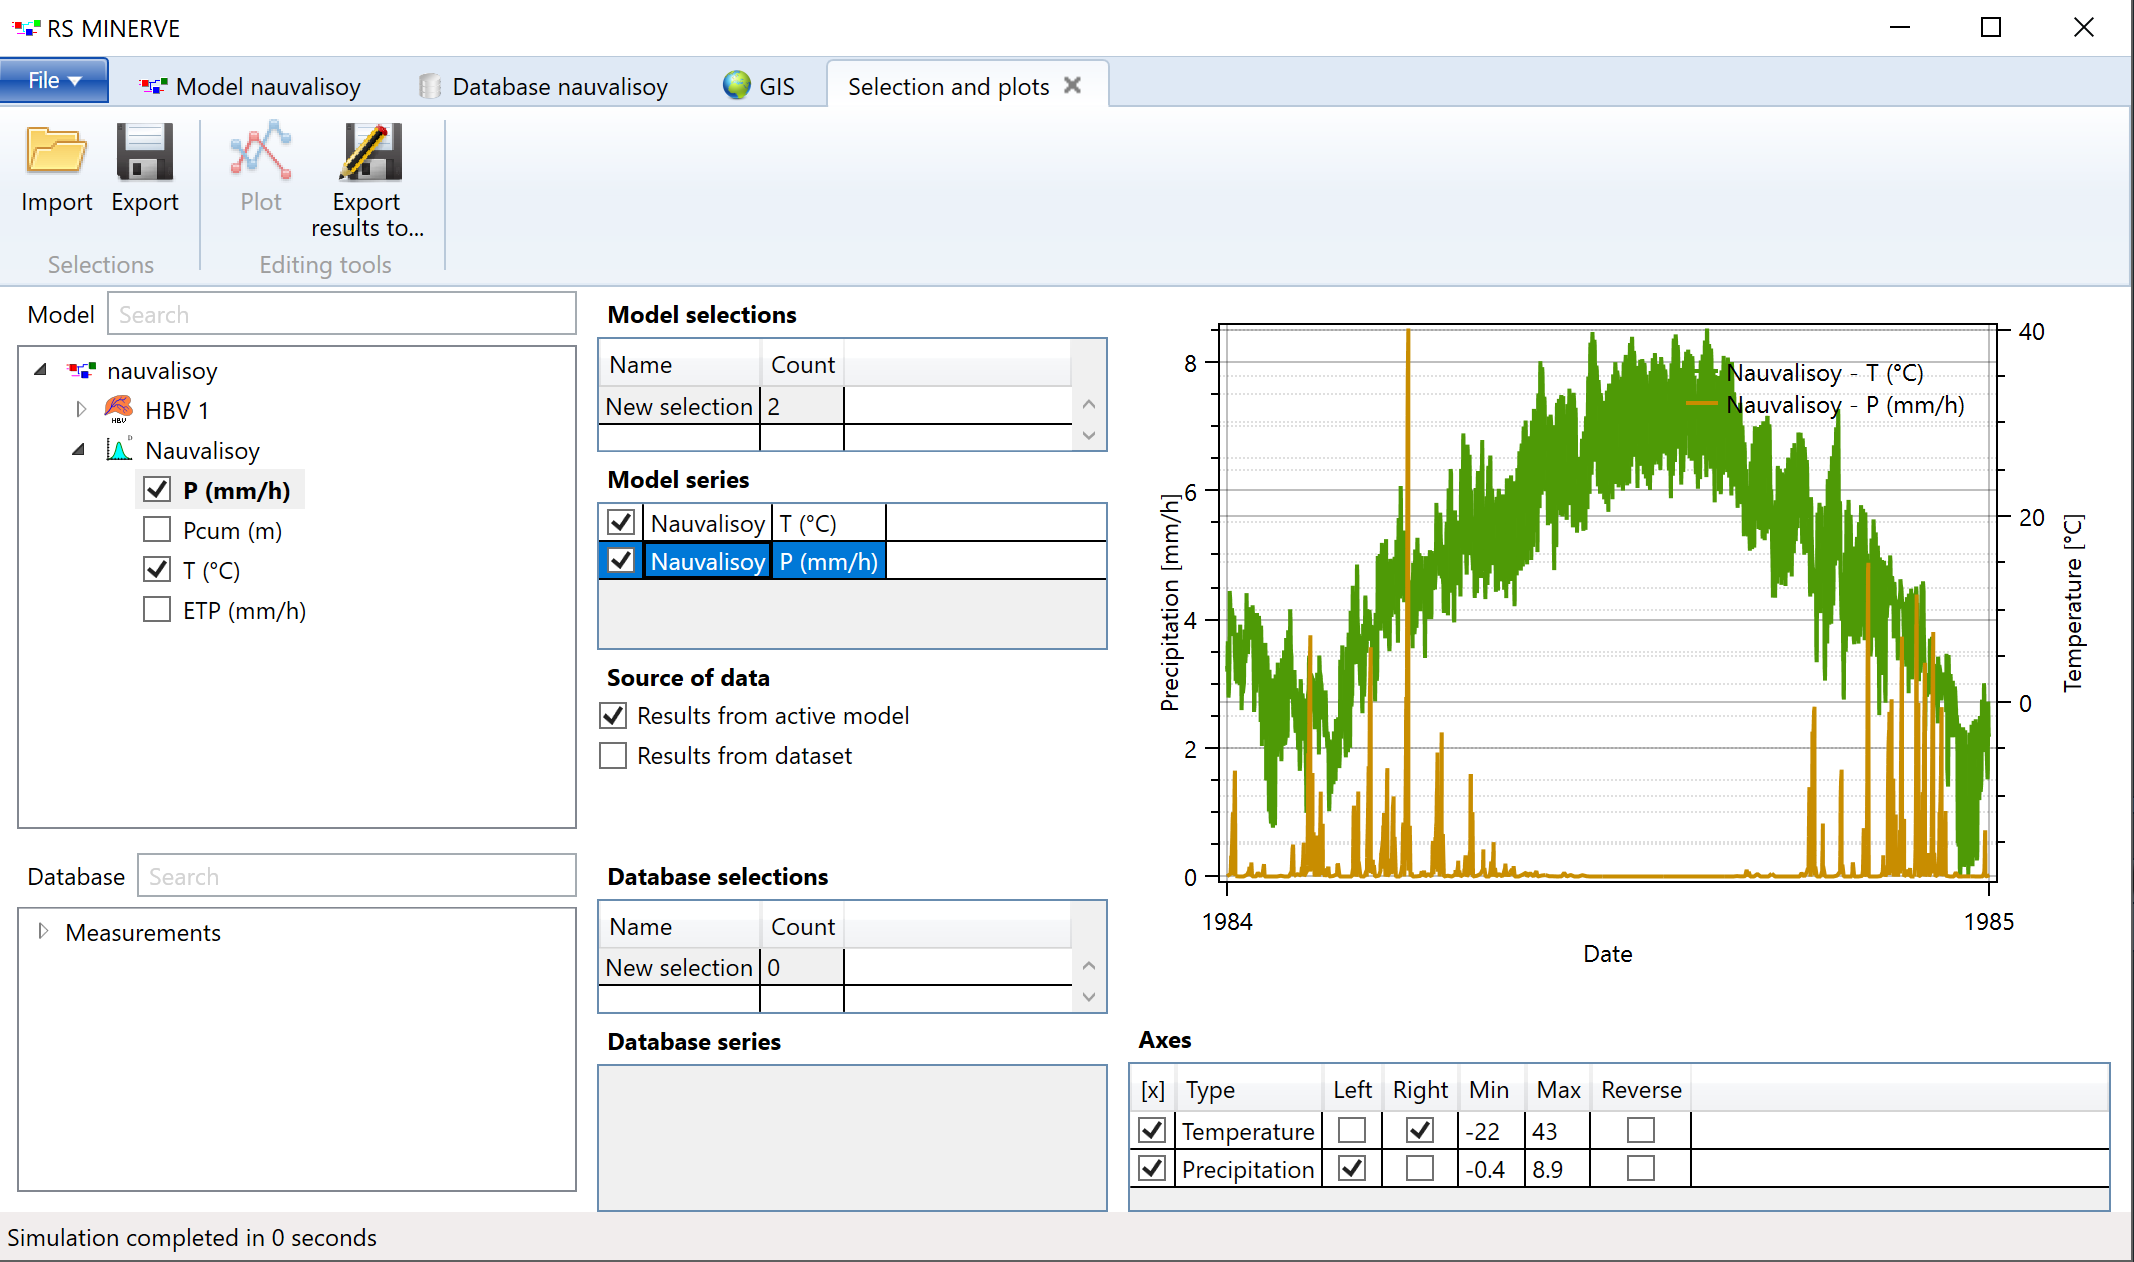 RS MINERVE
File
Model nauvalisoy
Database nauvalisoy
GIS
Selection and plots
Import
Export
Plot
Export
results to...
Selections
Editing tools
Model
Search
nauvalisoy
HBV 1
Nauvalisoy
P (mm/h)
Pcum (m)
T (°C)
ETP (mm/h)
Database
Search
Measurements
Model selections
Name Count
New selection 2
Model series
Nauvalisoy T (°C)
Nauvalisoy P (mm/h)
Source of data
Results from active model
Results from dataset
Database selections
Name Count
New selection 0
Database series
Nauvalisoy - T (°C)
Nauvalisoy - P (mm/h)
Precipitation [mm/h]
8
6
4
2
0
40
20
0
Temperature [°C]
1984
1985
Date
Axes
[x] Type Left Right Min Max Reverse
Temperature -22 43
Precipitation -0.4 8.9
Simulation completed in 0 seconds